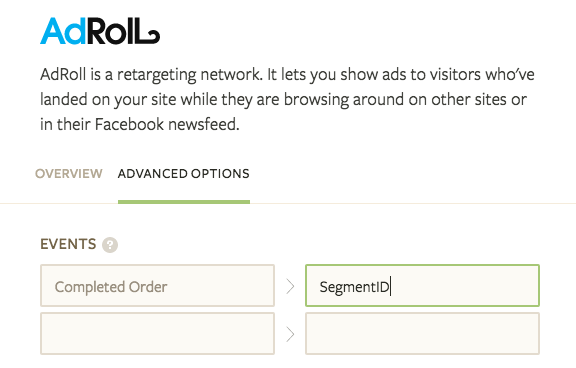 AdRoll
AdRoll is a retargeting network. It lets you show ads to visitors who've
landed on your site while they are browsing around on other sites or
in their Facebook newsfeed.
OVERVIEW ADVANCED OPTIONS
EVENTS ?
Completed Order > SegmentID
>